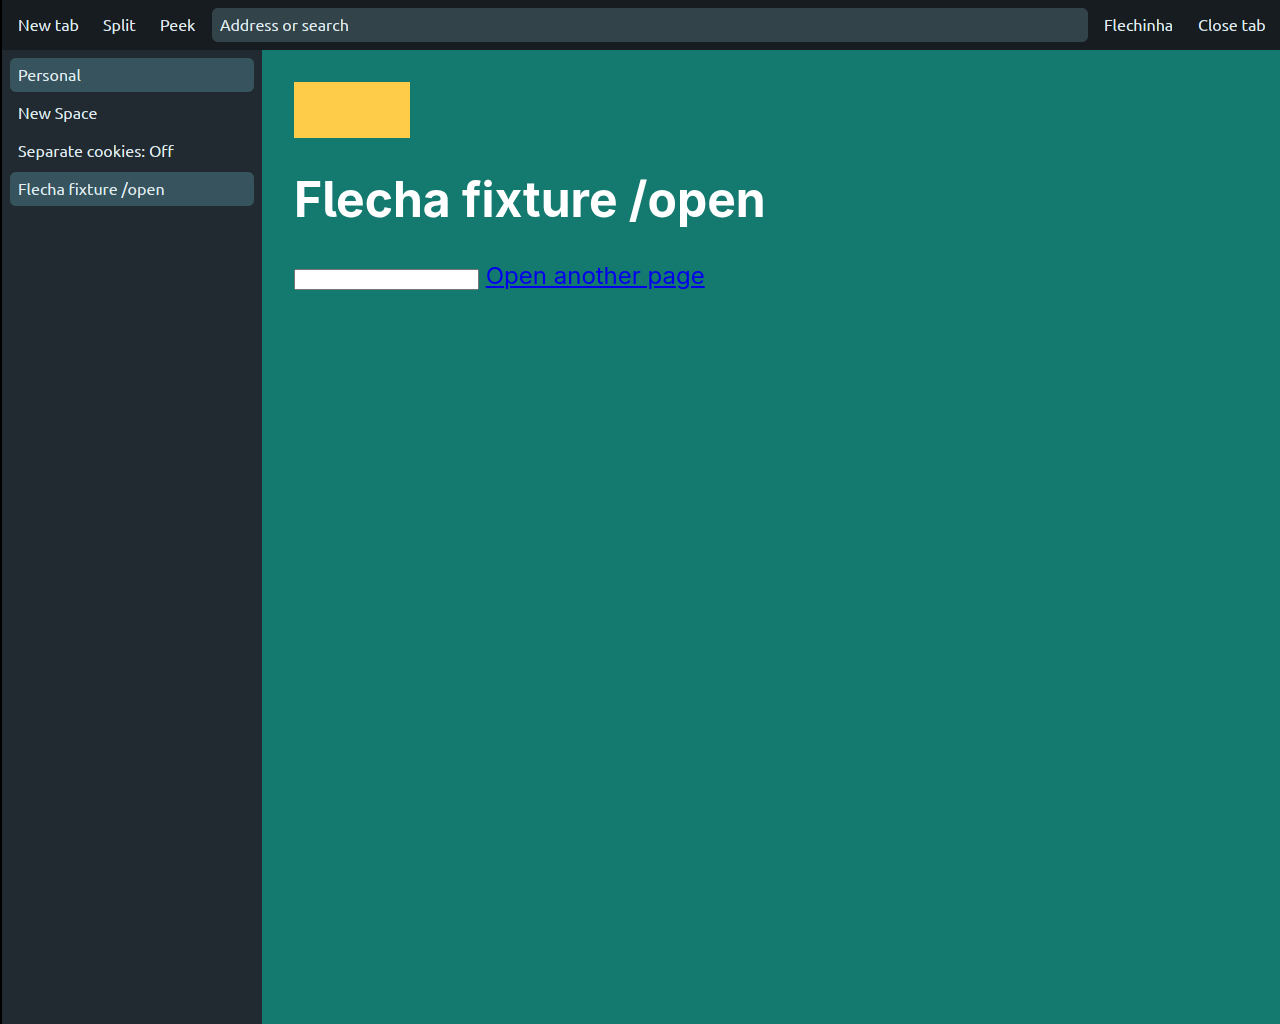 New tab Split Peek Address or search Flechinha Close tab
Personal
New Space
Separate cookies: Off
Flecha fixture /open
Flecha fixture /open
Open another page